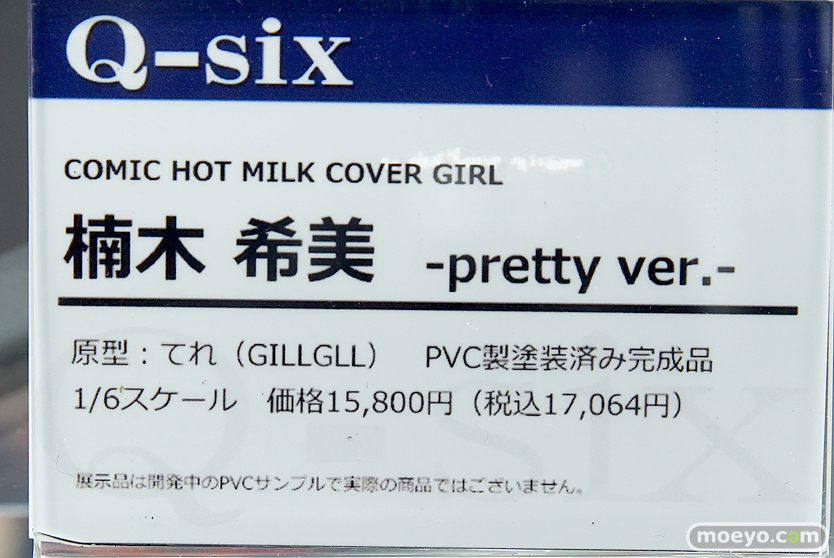 Q-six
COMIC HOT MILK COVER GIRL
楠木 希美 -pretty ver.-
原型：てれ（GILLGLL） PVC製塗装済み完成品
1/6スケール 価格15,800円（税込17,064円）
展示品は開発中のPVCサンプルで実際の商品ではございません。
moeyo.com